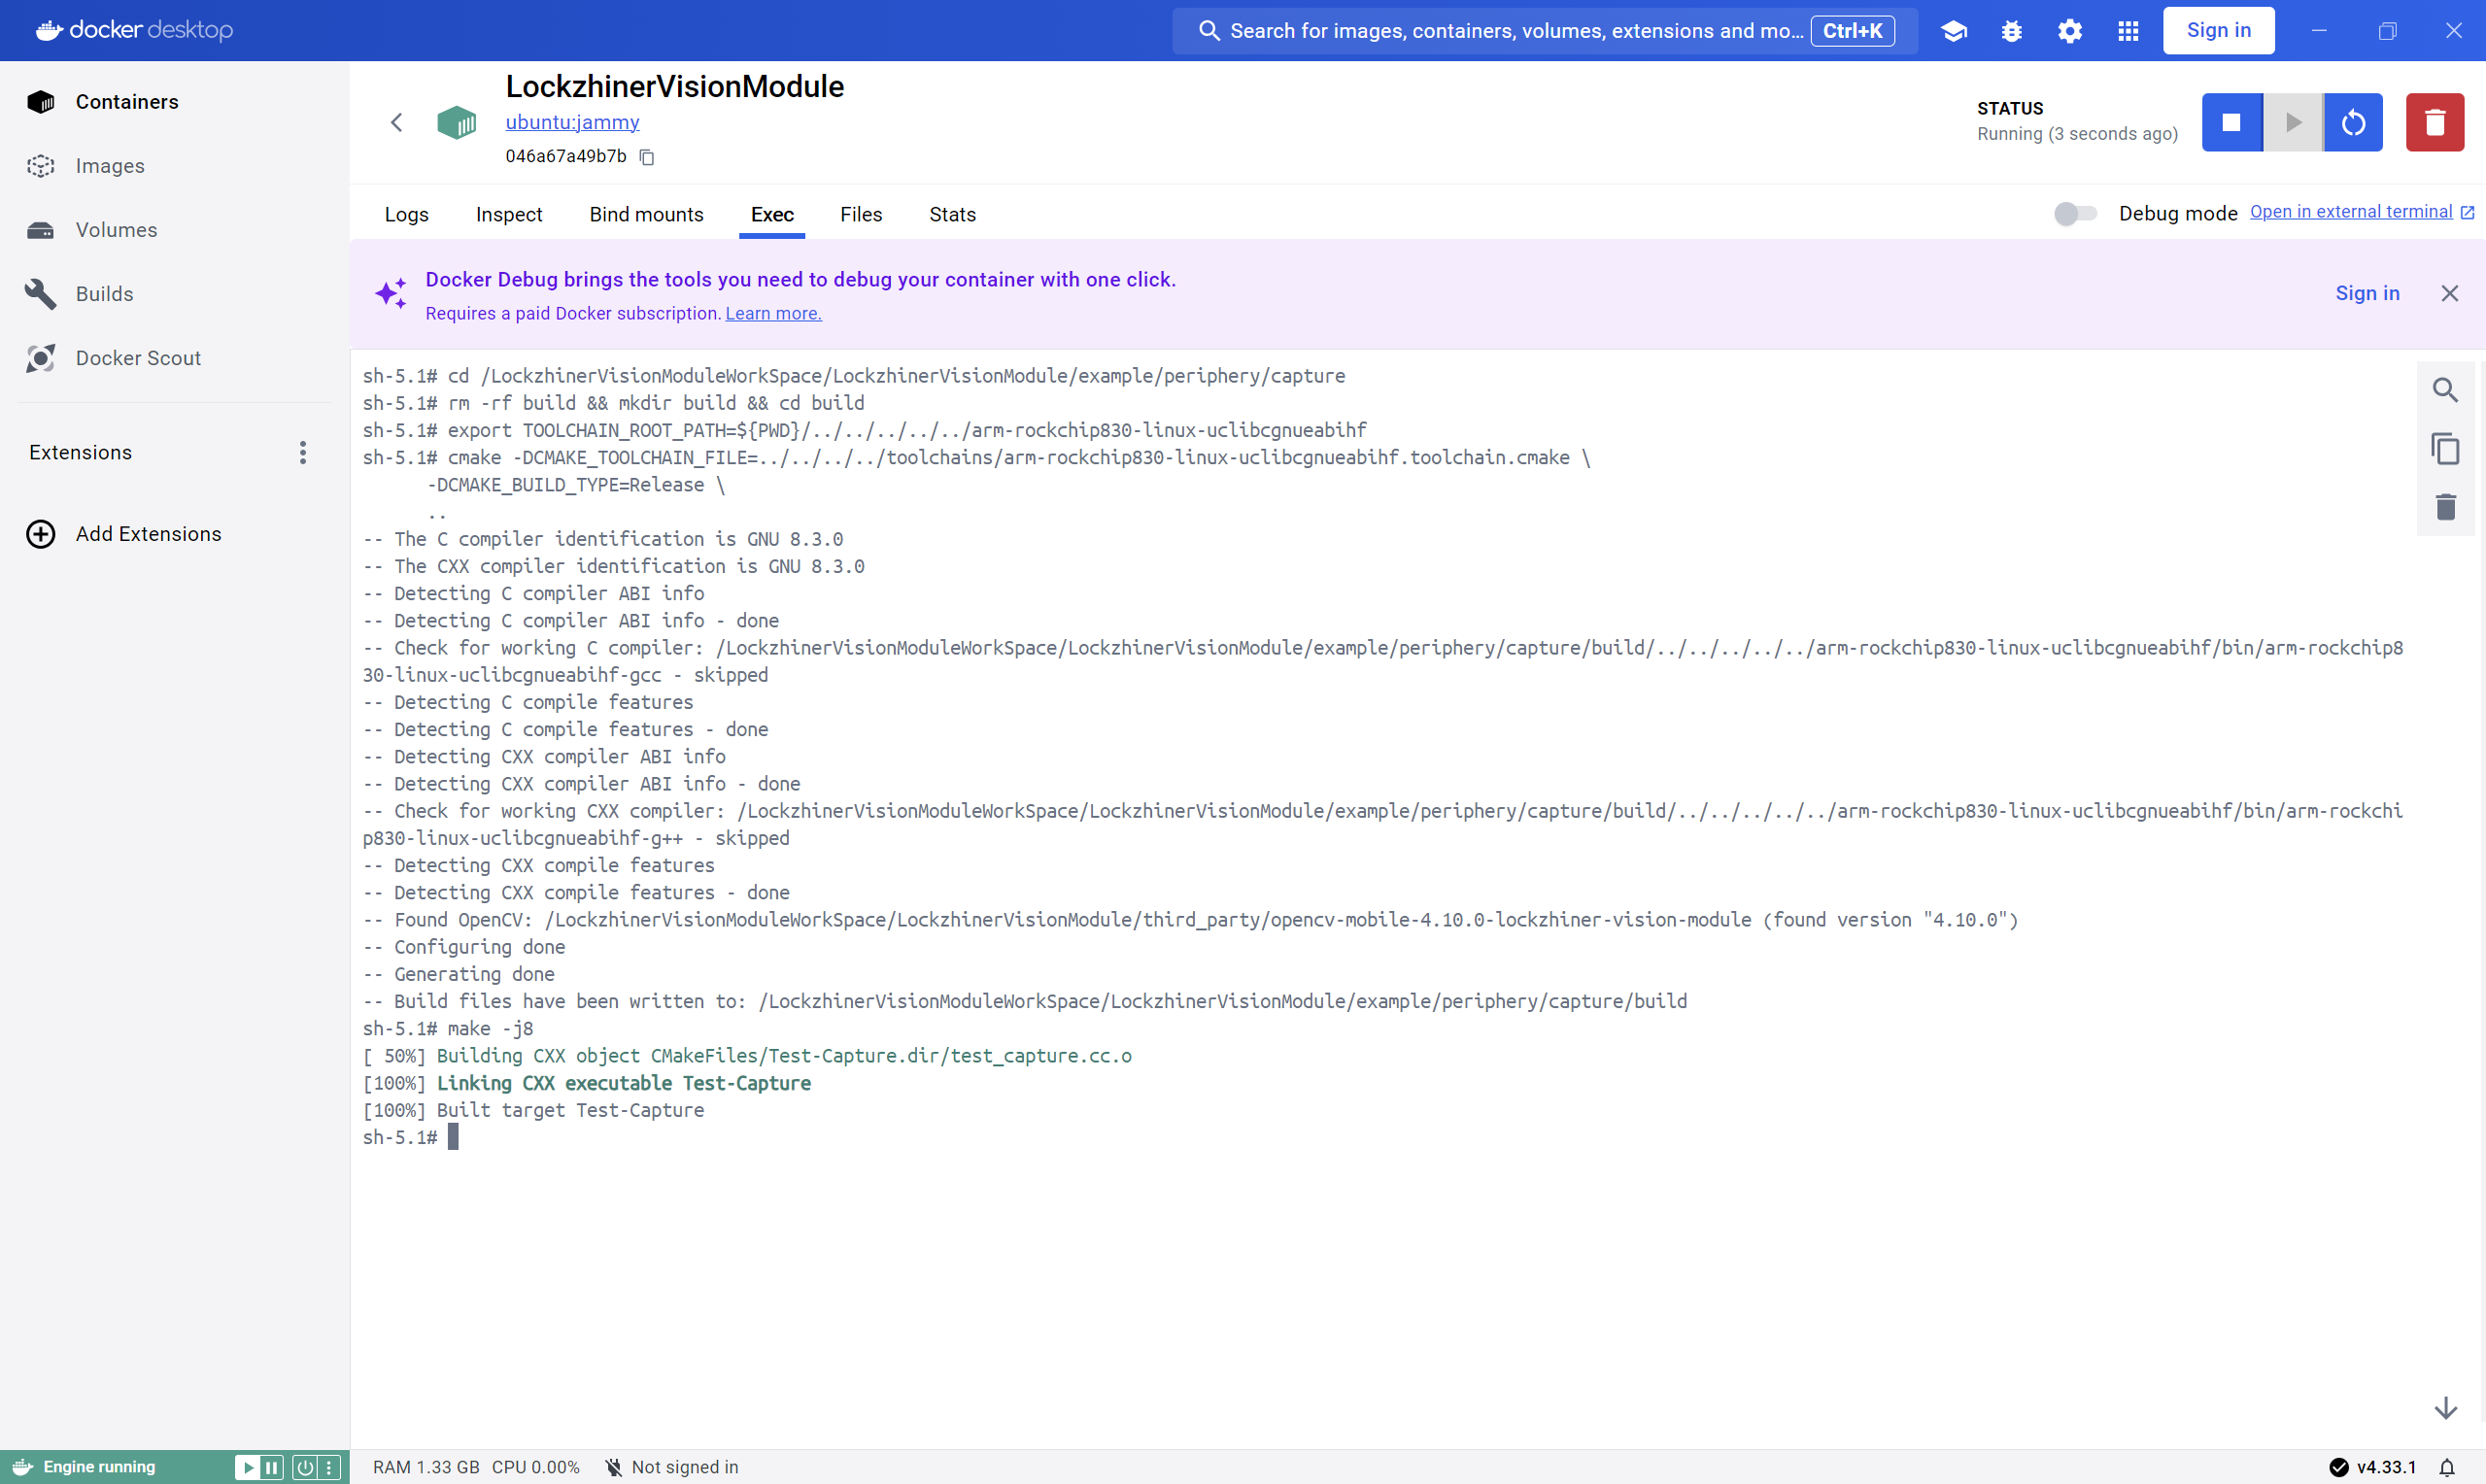 docker desktop
Search for images, containers, volumes, extensions and mo... Ctrl+K
Sign in
Containers
Images
Volumes
Builds
Docker Scout
Extensions
Add Extensions
LockzhinerVisionModule
ubuntu:jammy
046a67a49b7b
STATUS
Running (3 seconds ago)
Logs Inspect Bind mounts Exec Files Stats
Debug mode Open in external terminal
Docker Debug brings the tools you need to debug your container with one click.
Requires a paid Docker subscription. Learn more.
Sign in
sh-5.1# cd /LockzhinerVisionModuleWorkSpace/LockzhinerVisionModule/example/periphery/capture
sh-5.1# rm -rf build && mkdir build && cd build
sh-5.1# export TOOLCHAIN_ROOT_PATH=${PWD}/../../../../../arm-rockchip830-linux-uclibcgnueabihf
sh-5.1# cmake -DCMAKE_TOOLCHAIN_FILE=../../../../toolchains/arm-rockchip830-linux-uclibcgnueabihf.toolchain.cmake \
-DCMAKE_BUILD_TYPE=Release \
..
-- The C compiler identification is GNU 8.3.0
-- The CXX compiler identification is GNU 8.3.0
-- Detecting C compiler ABI info
-- Detecting C compiler ABI info - done
-- Check for working C compiler: /LockzhinerVisionModuleWorkSpace/LockzhinerVisionModule/example/periphery/capture/build/../../../../../arm-rockchip830-linux-uclibcgnueabihf/bin/arm-rockchip8
30-linux-uclibcgnueabihf-gcc - skipped
-- Detecting C compile features
-- Detecting C compile features - done
-- Detecting CXX compiler ABI info
-- Detecting CXX compiler ABI info - done
-- Check for working CXX compiler: /LockzhinerVisionModuleWorkSpace/LockzhinerVisionModule/example/periphery/capture/build/../../../../../arm-rockchip830-linux-uclibcgnueabihf/bin/arm-rockchi
p830-linux-uclibcgnueabihf-g++ - skipped
-- Detecting CXX compile features
-- Detecting CXX compile features - done
-- Found OpenCV: /LockzhinerVisionModuleWorkSpace/LockzhinerVisionModule/third_party/opencv-mobile-4.10.0-lockzhiner-vision-module (found version "4.10.0")
-- Configuring done
-- Generating done
-- Build files have been written to: /LockzhinerVisionModuleWorkSpace/LockzhinerVisionModule/example/periphery/capture/build
sh-5.1# make -j8
[ 50%] Building CXX object CMakeFiles/Test-Capture.dir/test_capture.cc.o
[100%] Linking CXX executable Test-Capture
[100%] Built target Test-Capture
sh-5.1#
Engine running
RAM 1.33 GB CPU 0.00% Not signed in
v4.33.1